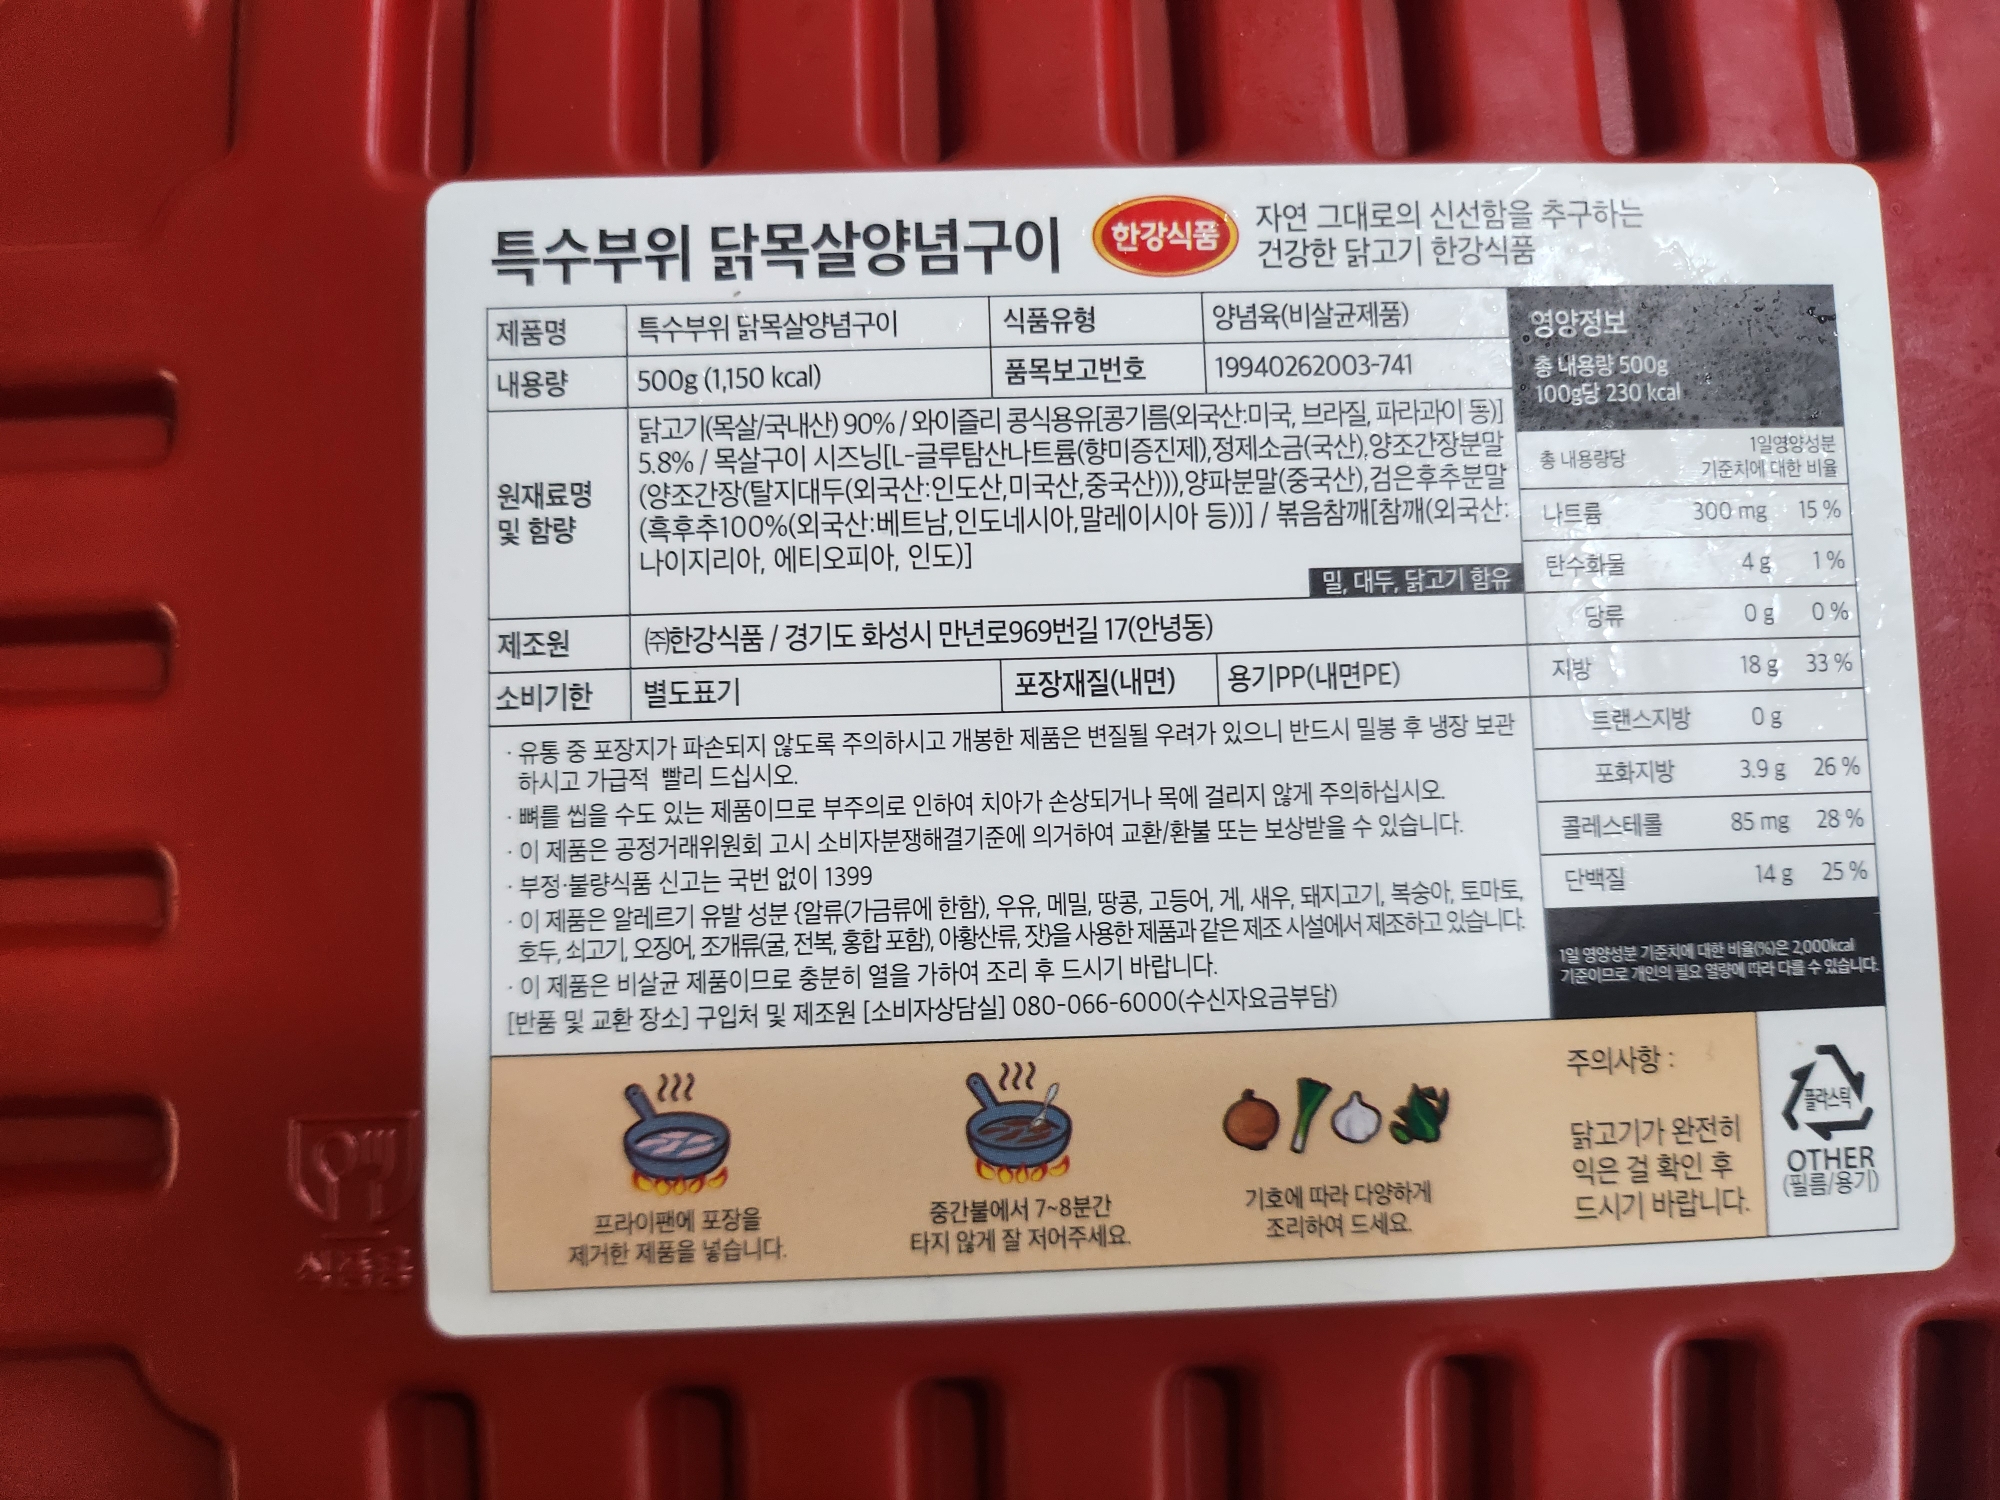 특수부위 닭목살양념구이
한강식품
자연 그대로의 신선함을 추구하는
건강한 닭고기 한강식품
제품명 특수부위 닭목살양념구이 식품유형 양념육(비살균제품)
내용량 500g (1,150 kcal) 품목보고번호 19940262003-741
원재료명
및 함량
닭고기(목살/국내산) 90% / 와이즐리 콩식용유[콩기름(외국산:미국, 브라질, 파라과이 등)]
5.8% / 목살구이 시즈닝[L-글루탐산나트륨(향미증진제),정제소금(국산),양조간장분말
(양조간장(탈지대두(외국산:인도산,미국산,중국산))),양파분말(중국산),검은후추분말
(흑후추100%(외국산:베트남,인도네시아,말레이시아 등))] / 볶음참깨[참깨(외국산:
나이지리아, 에티오피아, 인도)]
밀, 대두, 닭고기 함유
제조원 ㈜한강식품 / 경기도 화성시 만년로969번길 17(안녕동)
소비기한 별도표기 포장재질(내면) 용기PP(내면PE)
· 유통 중 포장지가 파손되지 않도록 주의하시고 개봉한 제품은 변질될 우려가 있으니 반드시 밀봉 후 냉장 보관
하시고 가급적 빨리 드십시오.
· 뼈를 씹을 수도 있는 제품이므로 부주의로 인하여 치아가 손상되거나 목에 걸리지 않게 주의하십시오.
· 이 제품은 공정거래위원회 고시 소비자분쟁해결기준에 의거하여 교환/환불 또는 보상받을 수 있습니다.
· 부정·불량식품 신고는 국번 없이 1399
· 이 제품은 알레르기 유발 성분 {알류(가금류에 한함), 우유, 메밀, 땅콩, 고등어, 게, 새우, 돼지고기, 복숭아, 토마토,
호두, 쇠고기, 오징어, 조개류(굴, 전복, 홍합 포함), 아황산류, 잣}을 사용한 제품과 같은 제조 시설에서 제조하고 있습니다.
· 이 제품은 비살균 제품이므로 충분히 열을 가하여 조리 후 드시기 바랍니다.
[반품 및 교환 장소] 구입처 및 제조원 [소비자상담실] 080-066-6000(수신자요금부담)
영양정보
총 내용량 500g
100g당 230 kcal
총 내용량당 1일영양성분
기준치에 대한 비율
나트륨 300 mg 15 %
탄수화물 4 g 1 %
당류 0 g 0 %
지방 18 g 33 %
트랜스지방 0 g
포화지방 3.9 g 26 %
콜레스테롤 85 mg 28 %
단백질 14 g 25 %
1일 영양성분 기준치에 대한 비율(%)은 2,000kcal
기준이므로 개인의 필요 열량에 따라 다를 수 있습니다.
프라이팬에 포장을
제거한 제품을 넣습니다.
중간불에서 7~8분간
타지 않게 잘 저어주세요.
기호에 따라 다양하게
조리하여 드세요.
주의사항 :
닭고기가 완전히
익은 걸 확인 후
드시기 바랍니다.
플라스틱
OTHER
(필름/용기)
식품용